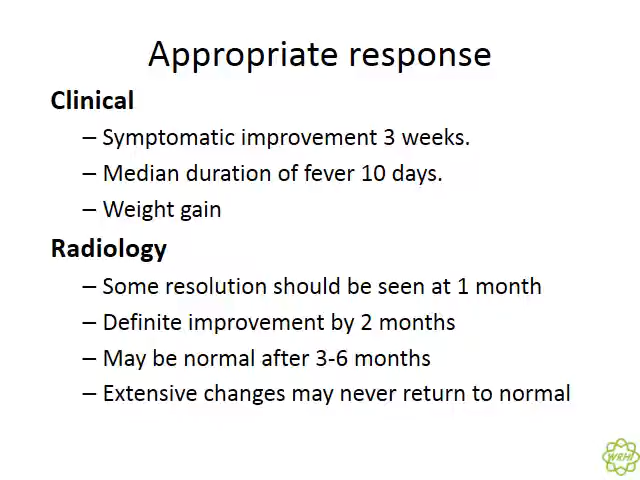 Appropriate response
Clinical
– Symptomatic improvement 3 weeks.
– Median duration of fever 10 days.
– Weight gain
Radiology
– Some resolution should be seen at 1 month
– Definite improvement by 2 months
– May be normal after 3-6 months
– Extensive changes may never return to normal
WRHI